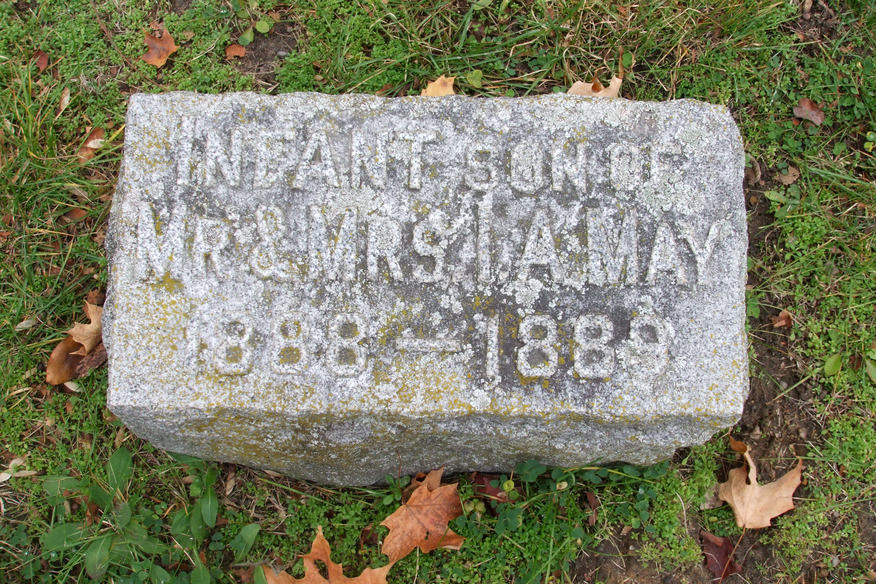 INFANT SON OF
MR & MRS I. A. MAY
1888 – 1889